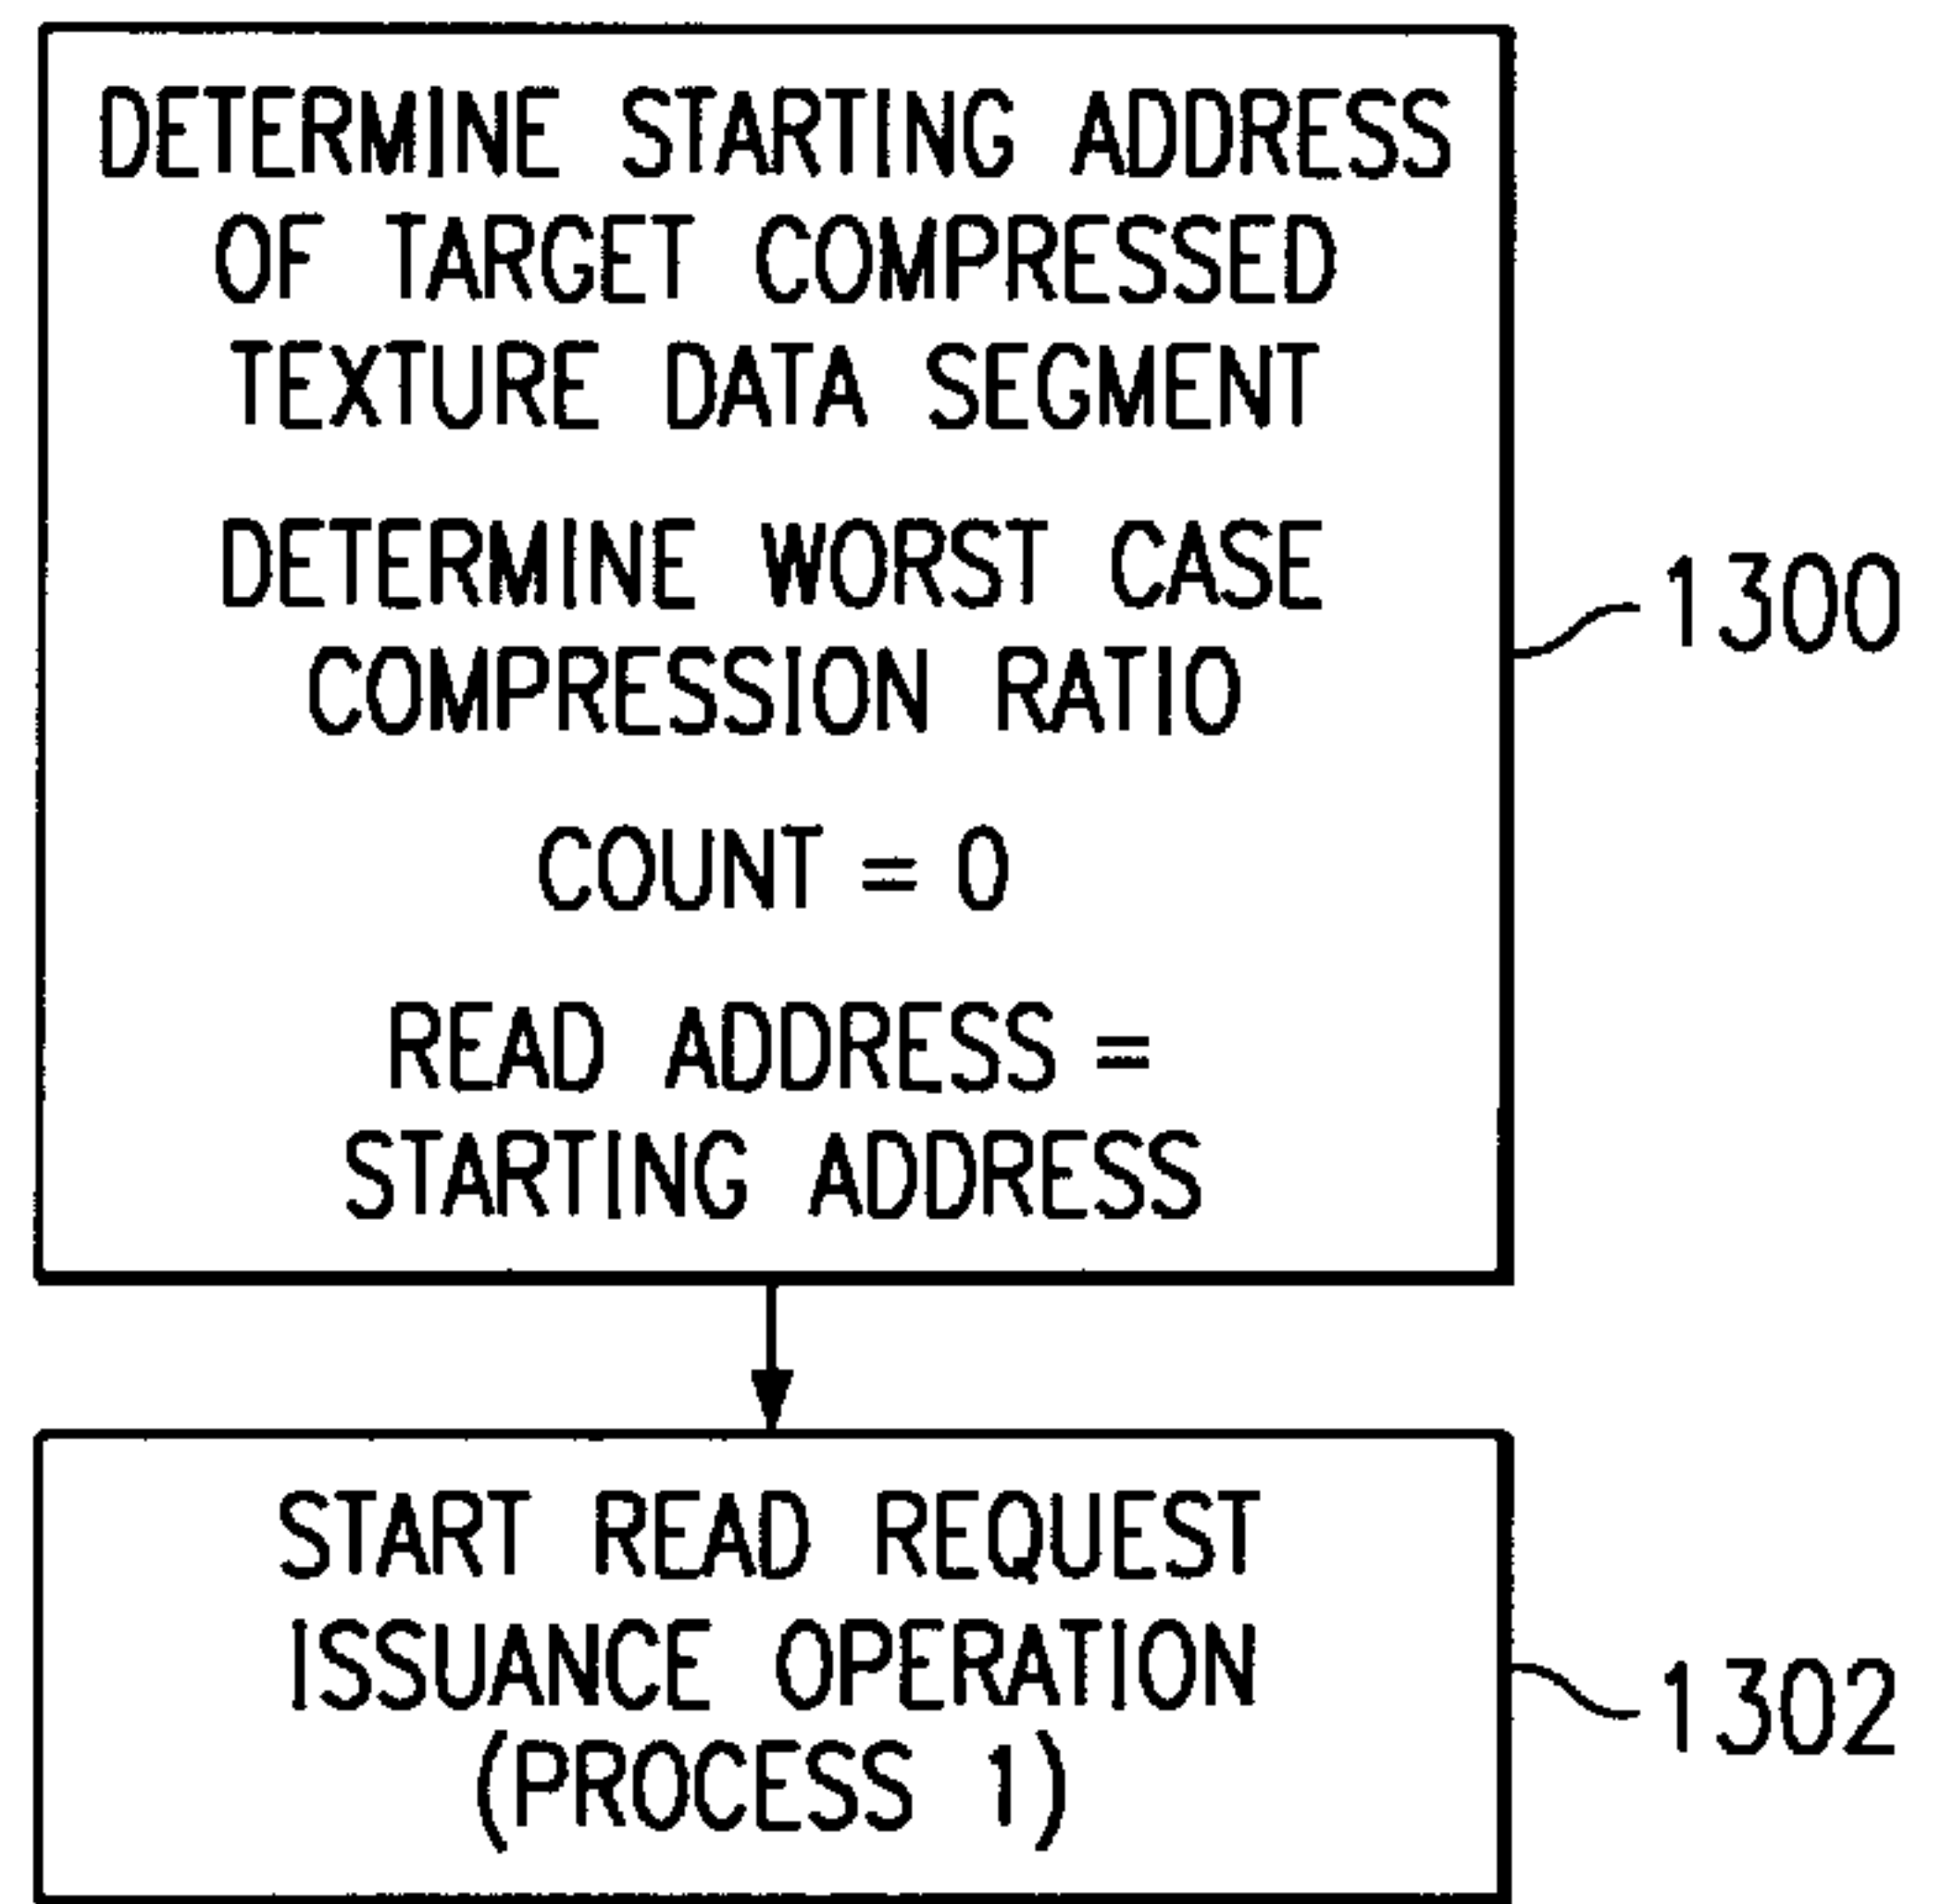 DETERMINE STARTING ADDRESS
OF TARGET COMPRESSED
TEXTURE DATA SEGMENT
DETERMINE WORST CASE
COMPRESSION RATIO
COUNT = 0
READ ADDRESS =
STARTING ADDRESS
1300
START READ REQUEST
ISSUANCE OPERATION
(PROCESS 1)
1302